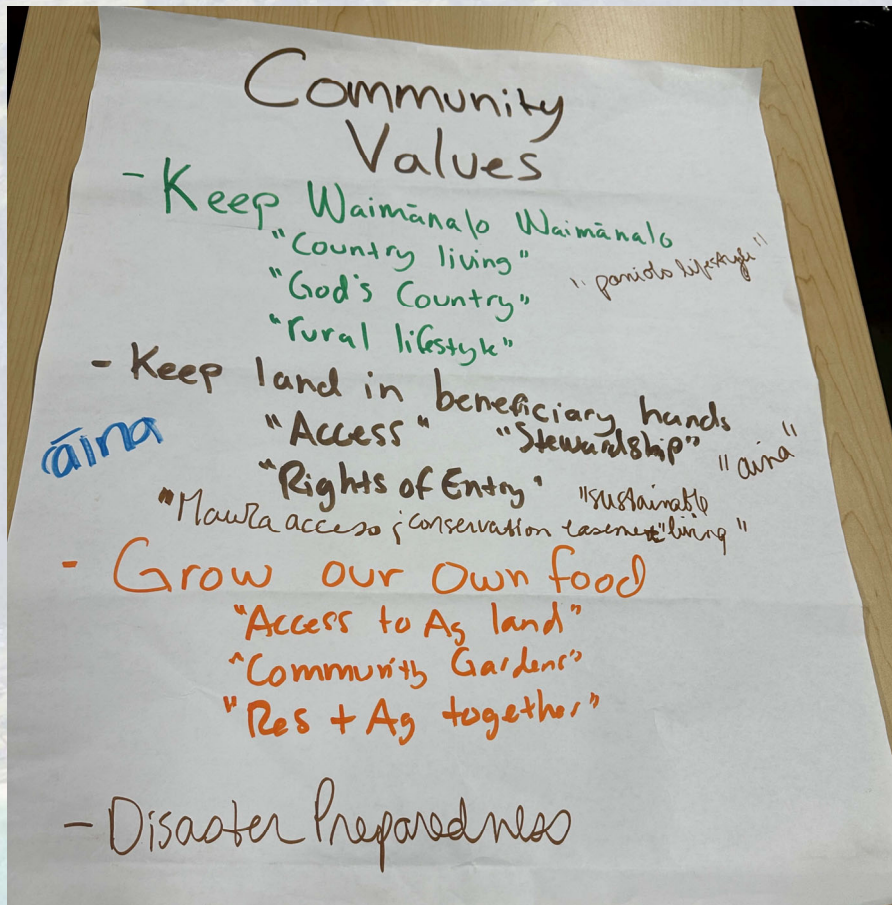 Community
Values
- Keep Waimānalo Waimānalo
"Country living"
"God's Country"
"paniolo lifestyle"
"rural lifestyle"
- Keep land in beneficiary hands
āina
"Access" "Stewardship"
"Rights of Entry" "aina"
"sustainable living"
"Mauka access ; conservation easement"
- Grow our own food
"Access to Ag land"
"Community Gardens"
"Res + Ag together"
- Disaster Preparedness